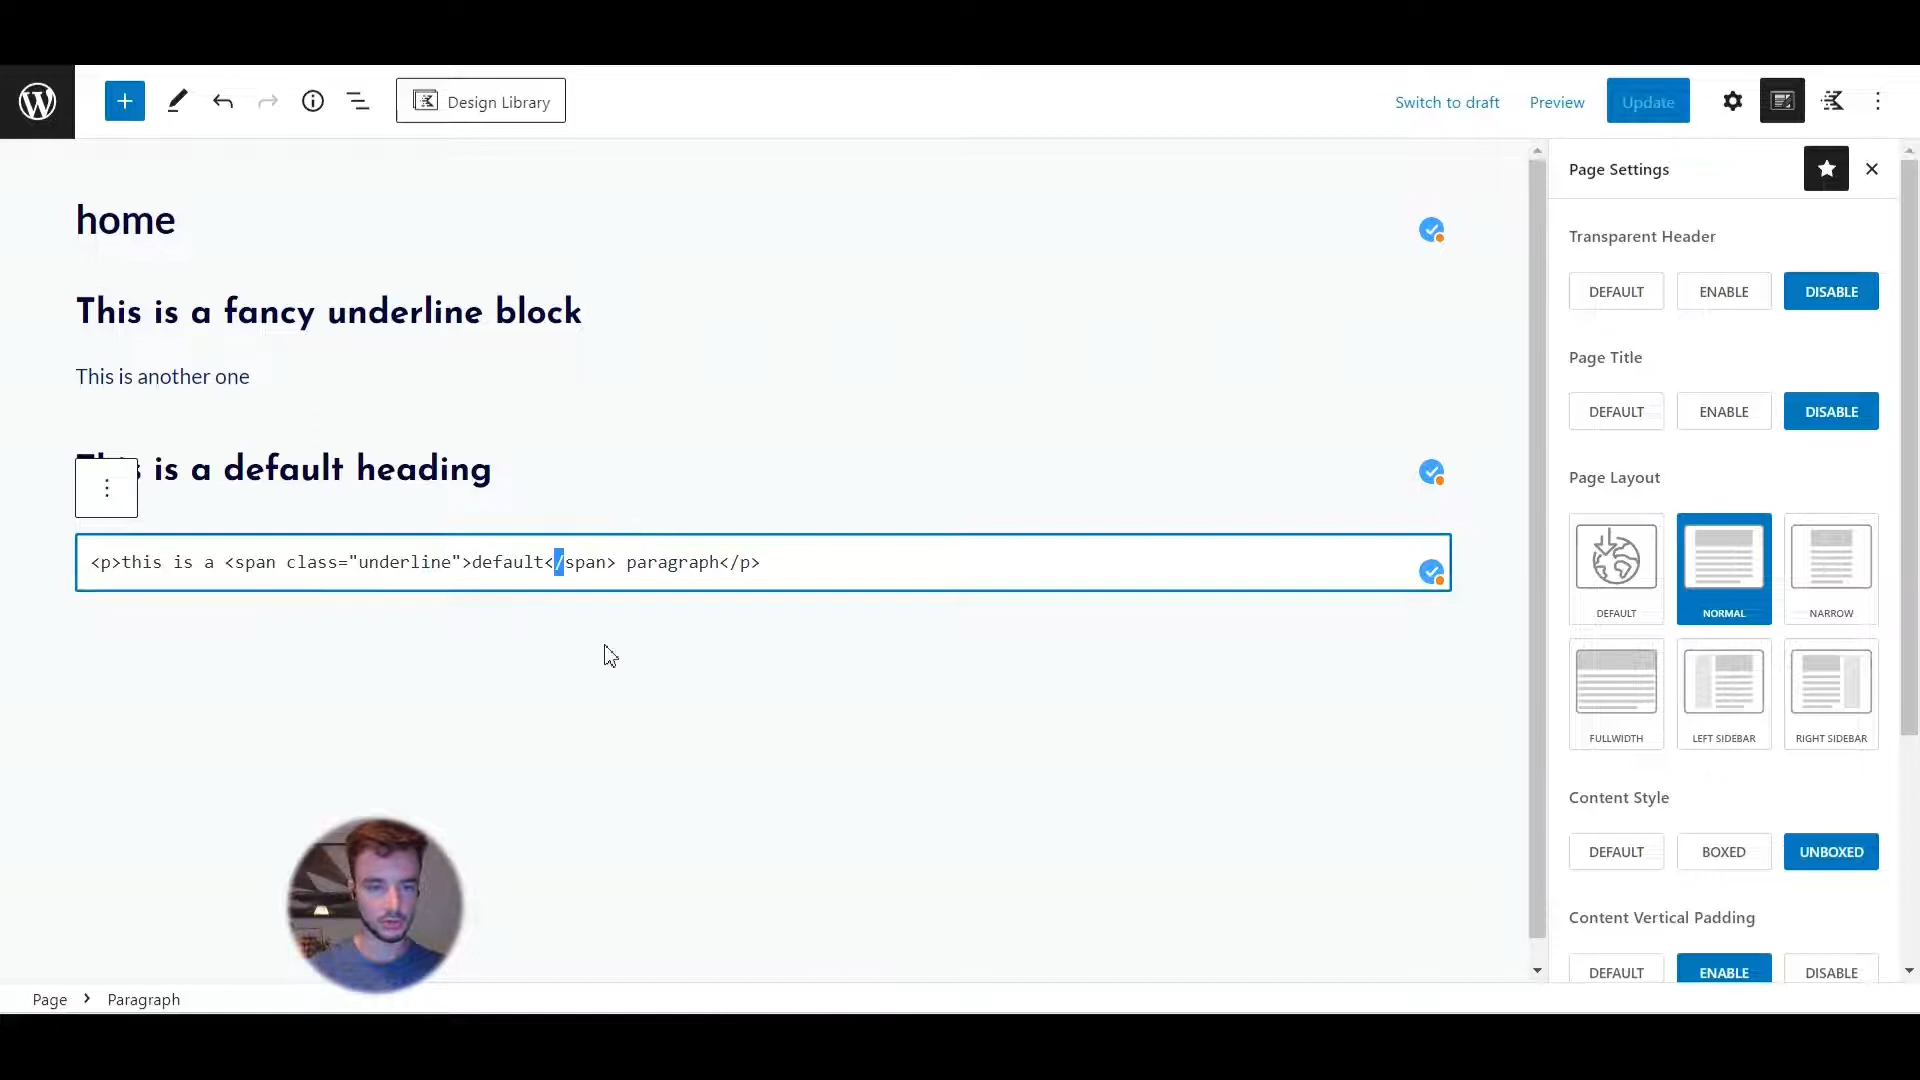 Design Library
Switch to draft
Preview
Update
home
This is a fancy underline block
This is another one
This is a default heading
<p>this is a <span class="underline">default</span> paragraph</p>
Page Settings
Transparent Header
DEFAULT
ENABLE
DISABLE
Page Title
DEFAULT
ENABLE
DISABLE
Page Layout
DEFAULT
NORMAL
NARROW
FULLWIDTH
LEFT SIDEBAR
RIGHT SIDEBAR
Content Style
DEFAULT
BOXED
UNBOXED
Content Vertical Padding
DEFAULT
ENABLE
DISABLE
Page
Paragraph